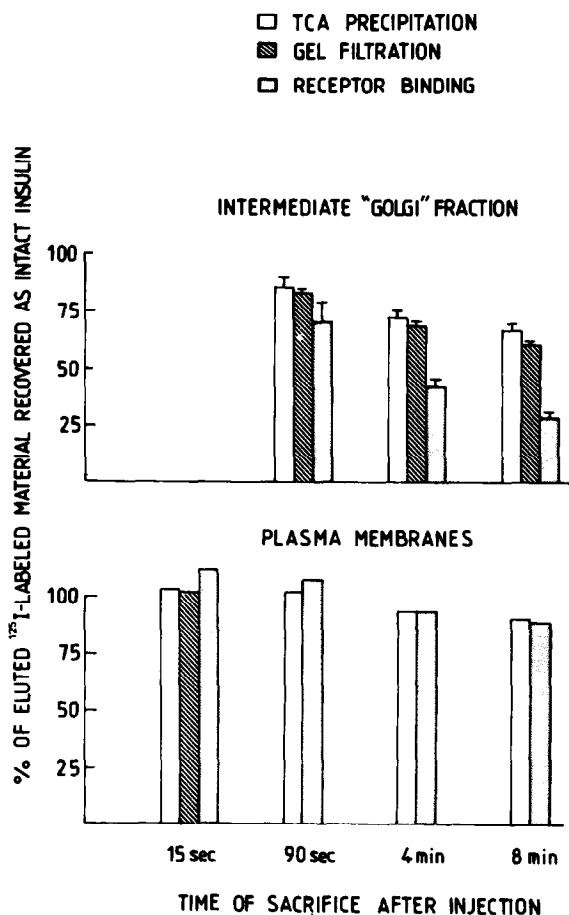 TCA PRECIPITATION
GEL FILTRATION
RECEPTOR BINDING
% OF ELUTED ¹²⁵I-LABELED MATERIAL RECOVERED AS INTACT INSULIN
INTERMEDIATE "GOLGI" FRACTION
100
75
50
25
PLASMA MEMBRANES
100
75
50
25
15 sec
90 sec
4 min
8 min
TIME OF SACRIFICE AFTER INJECTION